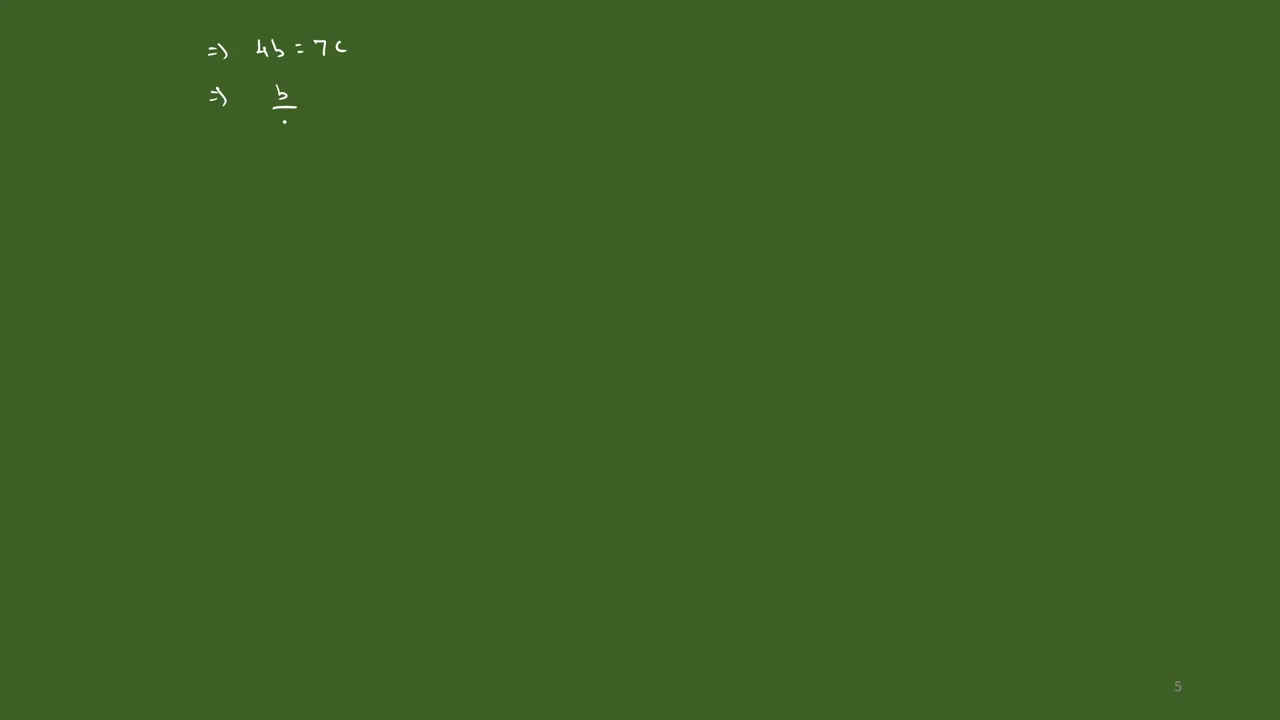 =) 4b = 7c
=) b
5